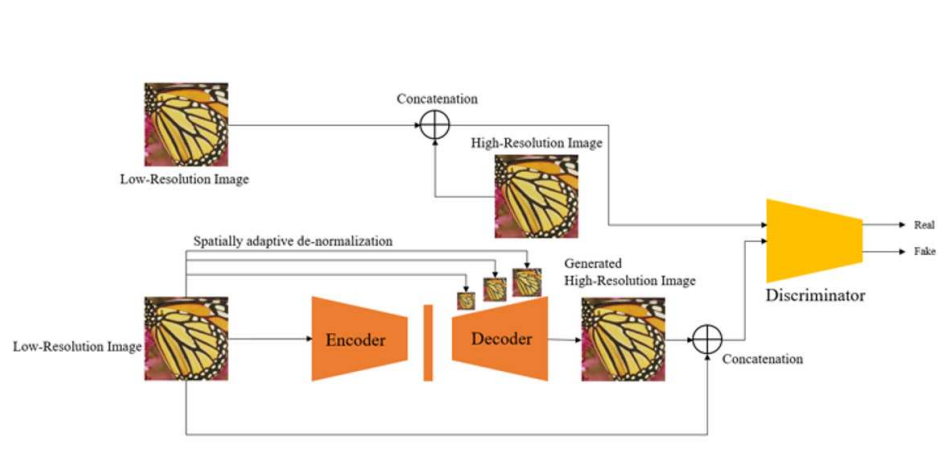 Concatenation
High-Resolution Image
Low-Resolution Image
Real
Fake
Spatially adaptive de-normalization
Generated
High-Resolution Image
Discriminator
Low-Resolution Image
Encoder
Decoder
Concatenation